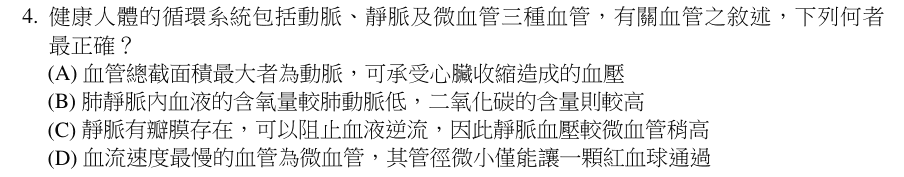 4. 健康人體的循環系統包括動脈、靜脈及微血管三種血管，有關血管之敘述，下列何者
最正確？
(A) 血管總截面積最大者為動脈，可承受心臟收縮造成的血壓
(B) 肺靜脈內血液的含氧量較肺動脈低，二氧化碳的含量則較高
(C) 靜脈有瓣膜存在，可以阻止血液逆流，因此靜脈血壓較微血管稍高
(D) 血流速度最慢的血管為微血管，其管徑微小僅能讓一顆紅血球通過